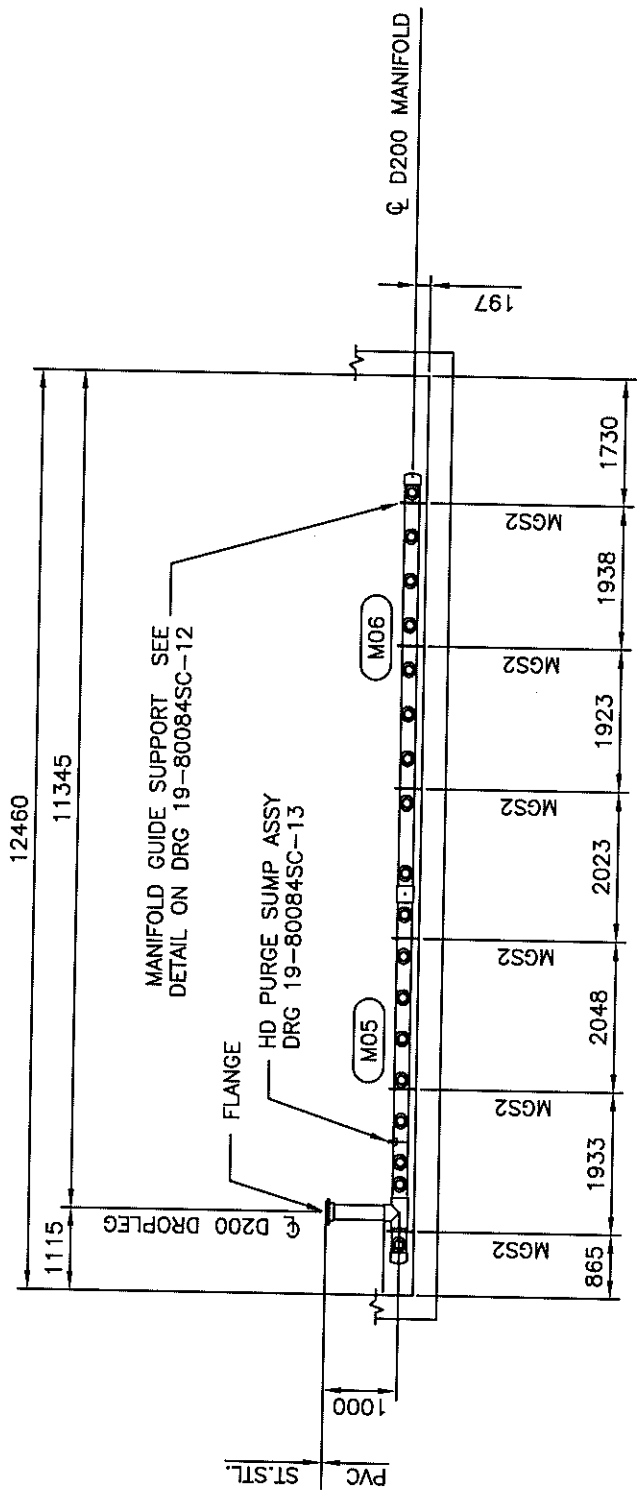 12460
1115
11345
MANIFOLD GUIDE SUPPORT SEE
DETAIL ON DRG 19-80084SC-12
HD PURGE SUMP ASSY
DRG 19-80084SC-13
FLANGE
℄ D200 DROPLEG
M05
M06
℄ D200 MANIFOLD
197
1000
ST.STL.
PVC
MGS2
MGS2
MGS2
MGS2
MGS2
MGS2
865
1933
2048
2023
1923
1938
1730